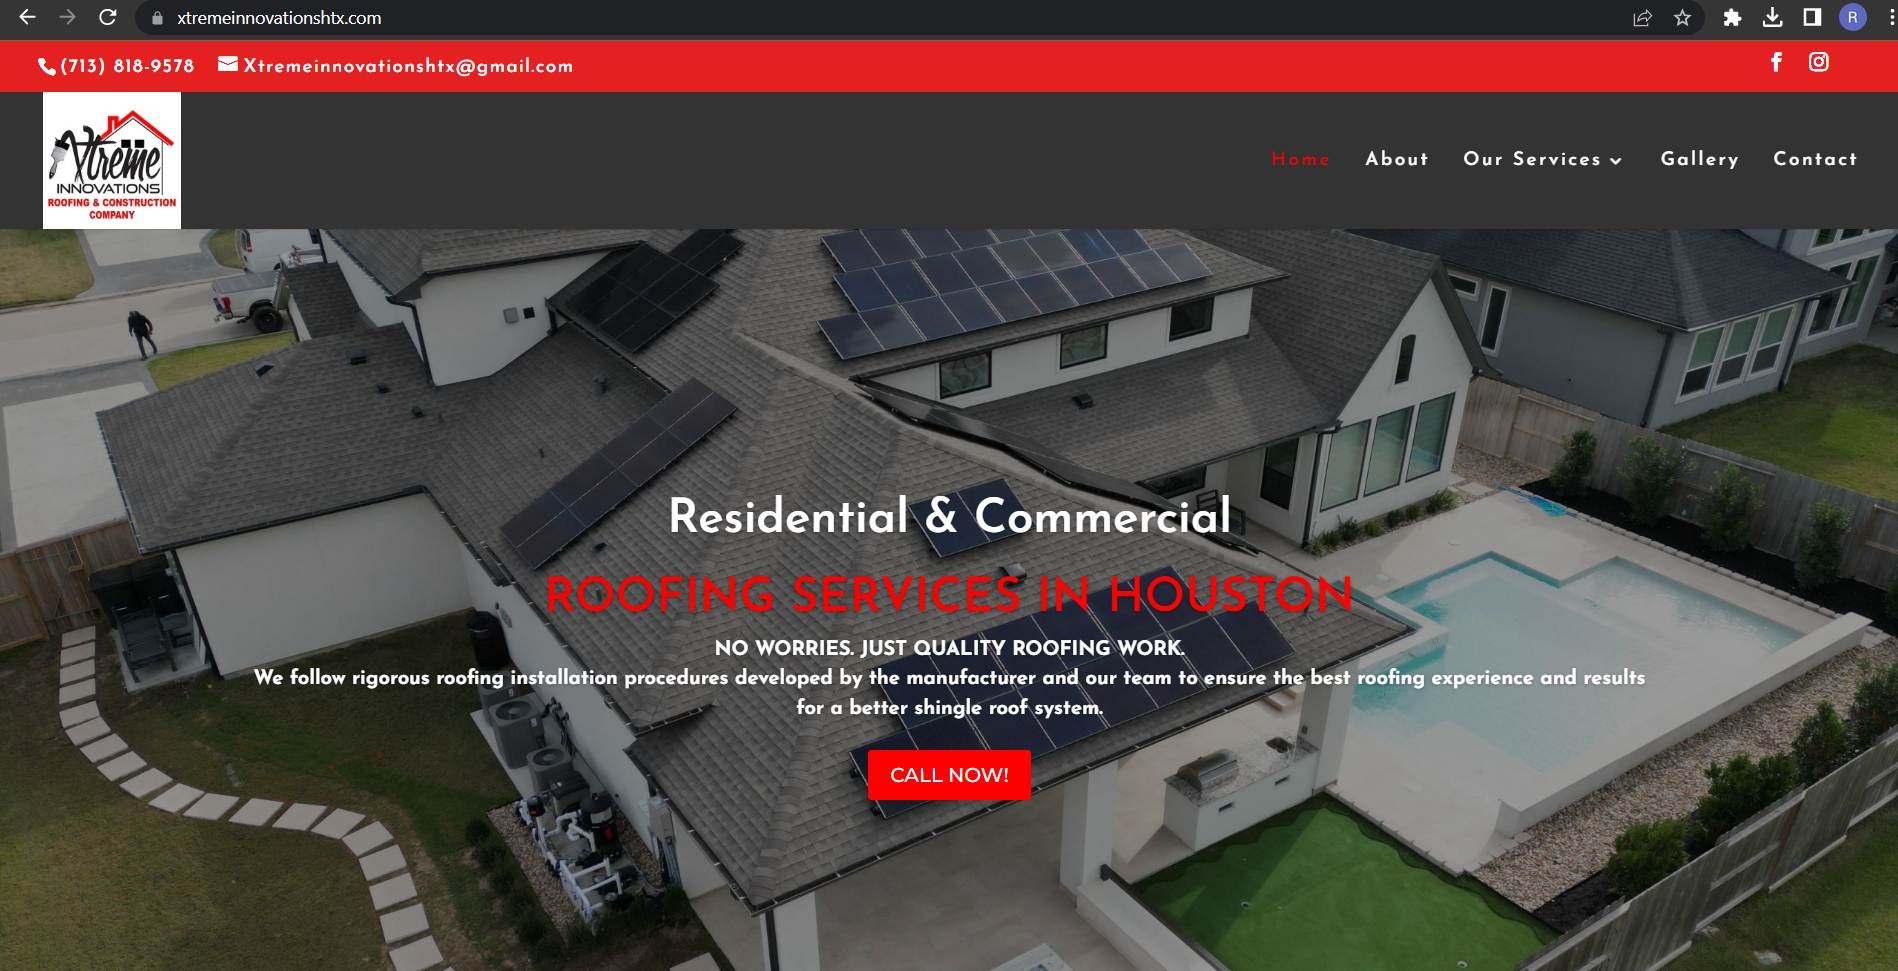 xtremeinnovationshtx.com
R
(713) 818-9578 Xtremeinnovationshtx@gmail.com
Xtreme
INNOVATIONS
ROOFING & CONSTRUCTION
COMPANY
Home About Our Services Gallery Contact
Residential & Commercial
ROOFING SERVICES IN HOUSTON
NO WORRIES. JUST QUALITY ROOFING WORK.
We follow rigorous roofing installation procedures developed by the manufacturer and our team to ensure the best roofing experience and results
for a better shingle roof system.
CALL NOW!